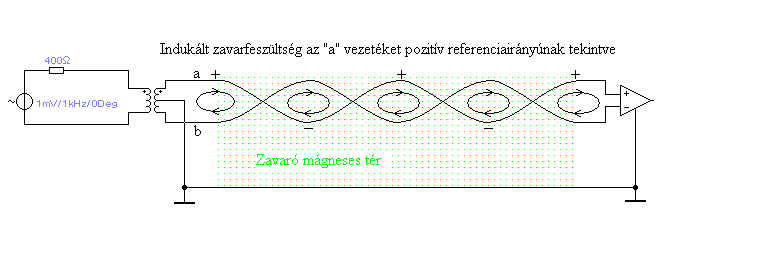 Indukált zavarfeszültség az "a" vezetéket pozitív referenciairányúnak tekintve
400Ω
a
+
+
+
~
1mV/1kHz/0Deg
+
−
b
−
−
Zavaró mágneses tér